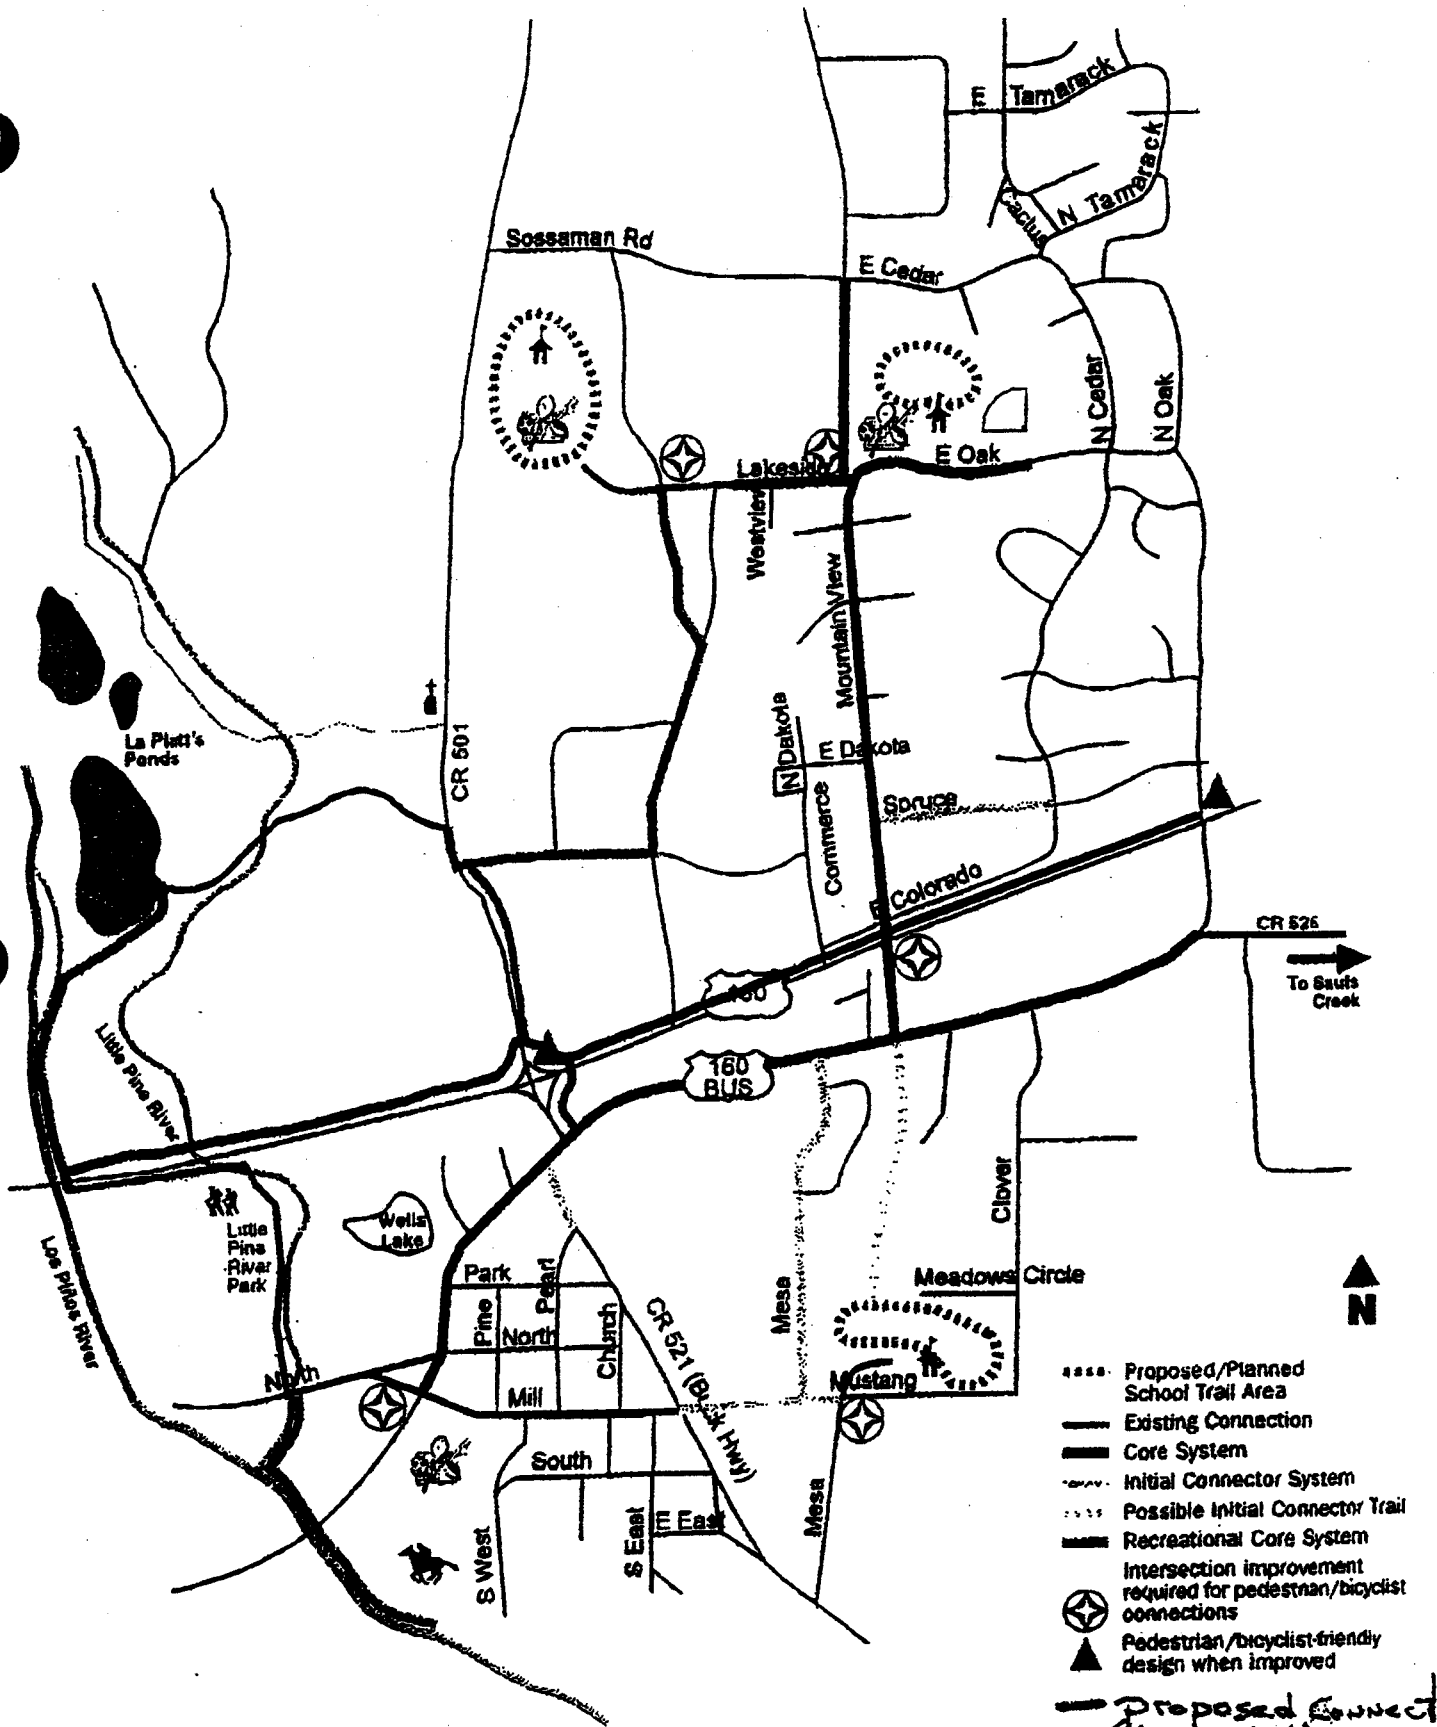 E Tamarack
N Tamarack
Cactus
Sossaman Rd
E Cedar
N Cedar
N Oak
E Oak
Lakeside
Westview
Mountain View
N Dakota
E Dakota
CR 501
La Platt's
Ponds
Spruce
Commerce
E Colorado
CR 526
To Sauls
Creek
160
160
BUS
Little Pine River
Little
Pine
River
Park
Wells
Lake
Los Piños River
Clover
Meadows Circle
Mesa
Park
Pearl
Pine
North
Church
CR 521 (Buck Hwy)
North
Mill
Mustang
South
E East
S East
S West
Mesa
N
Proposed/Planned
School Trail Area
Existing Connection
Core System
Initial Connector System
Possible Initial Connector Trail
Recreational Core System
Intersection improvement
required for pedestrian/bicyclist
connections
Pedestrian/bicyclist-friendly
design when improved
Proposed Connect